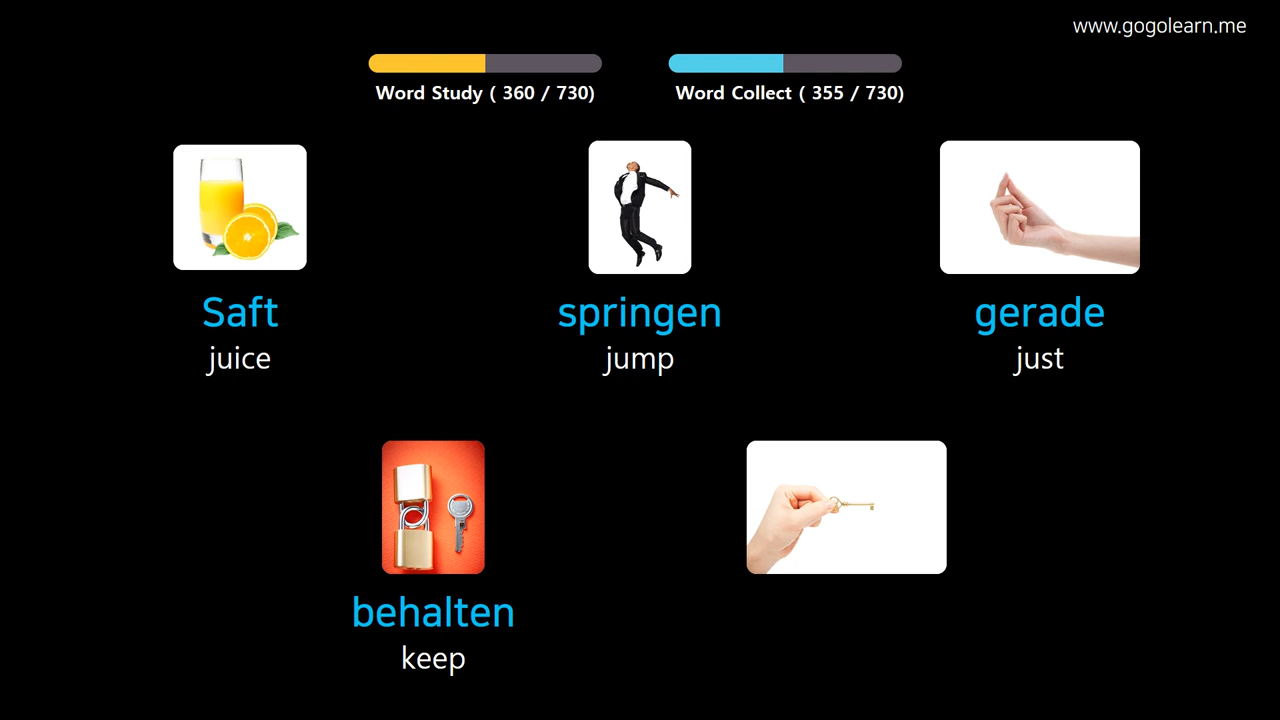 www.gogolearn.me
Word Study ( 360 / 730)
Word Collect ( 355 / 730)
Saft
juice
springen
jump
gerade
just
behalten
keep